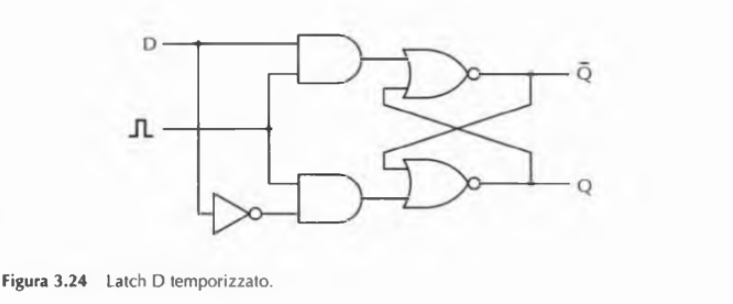 D
Q̄
Q
Figura 3.24 Latch D temporizzato.